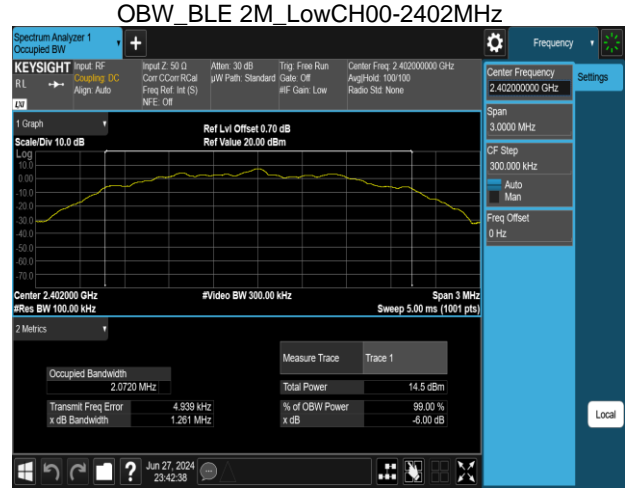 OBW_BLE 2M_LowCH00-2402MHz
Spectrum Analyzer 1
Occupied BW
Frequency
KEYSIGHT
RL
LXI
Input: RF
Coupling: DC
Align: Auto
Input Z: 50 Ω
Corr CCorr RCal
Freq Ref: Int (S)
NFE: Off
Atten: 30 dB
µW Path: Standard
Trig: Free Run
Gate: Off
#IF Gain: Low
Center Freq: 2.402000000 GHz
Avg|Hold: 100/100
Radio Std: None
Center Frequency
2.402000000 GHz
Settings
Span
3.0000 MHz
CF Step
300.000 kHz
Auto
Man
Freq Offset
0 Hz
Local
1 Graph
Scale/Div 10.0 dB
Ref Lvl Offset 0.70 dB
Ref Value 20.00 dBm
Log
10.0
0.00
-10.0
-20.0
-30.0
-40.0
-50.0
-60.0
-70.0
Center 2.402000 GHz
#Res BW 100.00 kHz
#Video BW 300.00 kHz
Span 3 MHz
Sweep 5.00 ms (1001 pts)
2 Metrics
Measure Trace Trace 1
Occupied Bandwidth
2.0720 MHz
Total Power 14.5 dBm
Transmit Freq Error 4.939 kHz
% of OBW Power 99.00 %
x dB Bandwidth 1.261 MHz
x dB -6.00 dB
Jun 27, 2024
23:42:38